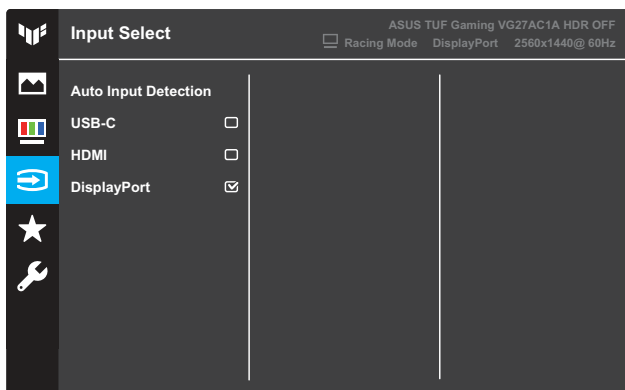 Input Select
ASUS TUF Gaming VG27AC1A HDR OFF
Racing Mode DisplayPort 2560x1440@ 60Hz
Auto Input Detection
USB-C
HDMI
DisplayPort